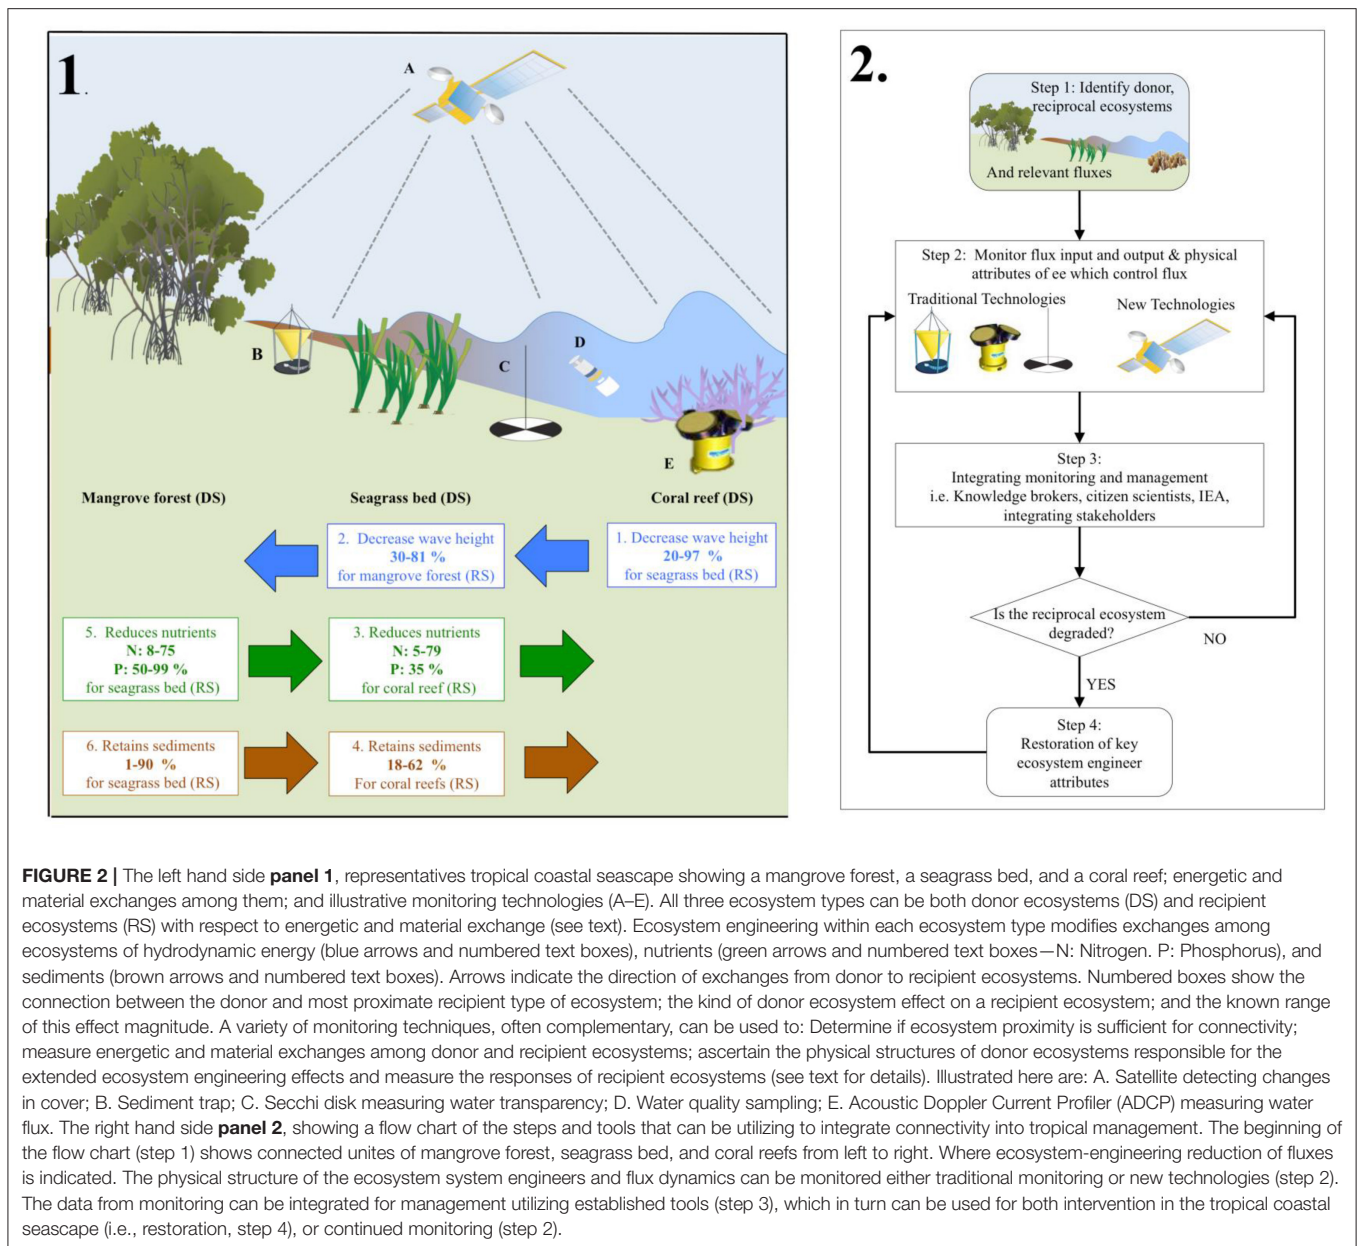 1.
A
B
C
D
E
Mangrove forest (DS)
Seagrass bed (DS)
Coral reef (DS)
2. Decrease wave height
30-81 %
for mangrove forest (RS)
1. Decrease wave height
20-97 %
for seagrass bed (RS)
5. Reduces nutrients
N: 8-75
P: 50-99 %
for seagrass bed (RS)
3. Reduces nutrients
N: 5-79
P: 35 %
for coral reef (RS)
6. Retains sediments
1-90 %
for seagrass bed (RS)
4. Retains sediments
18-62 %
For coral reefs (RS)
2.
Step 1: Identify donor,
reciprocal ecosystems
And relevant fluxes
Step 2: Monitor flux input and output & physical
attributes of ee which control flux
Traditional Technologies
New Technologies
Step 3:
Integrating monitoring and management
i.e. Knowledge brokers, citizen scientists, IEA,
integrating stakeholders
Is the reciprocal ecosystem
degraded?
NO
YES
Step 4:
Restoration of key
ecosystem engineer
attributes
FIGURE 2 | The left hand side panel 1, representatives tropical coastal seascape showing a mangrove forest, a seagrass bed, and a coral reef; energetic and
material exchanges among them; and illustrative monitoring technologies (A–E). All three ecosystem types can be both donor ecosystems (DS) and recipient
ecosystems (RS) with respect to energetic and material exchange (see text). Ecosystem engineering within each ecosystem type modifies exchanges among
ecosystems of hydrodynamic energy (blue arrows and numbered text boxes), nutrients (green arrows and numbered text boxes—N: Nitrogen. P: Phosphorus), and
sediments (brown arrows and numbered text boxes). Arrows indicate the direction of exchanges from donor to recipient ecosystems. Numbered boxes show the
connection between the donor and most proximate recipient type of ecosystem; the kind of donor ecosystem effect on a recipient ecosystem; and the known range
of this effect magnitude. A variety of monitoring techniques, often complementary, can be used to: Determine if ecosystem proximity is sufficient for connectivity;
measure energetic and material exchanges among donor and recipient ecosystems; ascertain the physical structures of donor ecosystems responsible for the
extended ecosystem engineering effects and measure the responses of recipient ecosystems (see text for details). Illustrated here are: A. Satellite detecting changes
in cover; B. Sediment trap; C. Secchi disk measuring water transparency; D. Water quality sampling; E. Acoustic Doppler Current Profiler (ADCP) measuring water
flux. The right hand side panel 2, showing a flow chart of the steps and tools that can be utilizing to integrate connectivity into tropical management. The beginning of
the flow chart (step 1) shows connected unites of mangrove forest, seagrass bed, and coral reefs from left to right. Where ecosystem-engineering reduction of fluxes
is indicated. The physical structure of the ecosystem system engineers and flux dynamics can be monitored either traditional monitoring or new technologies (step 2).
The data from monitoring can be integrated for management utilizing established tools (step 3), which in turn can be used for both intervention in the tropical coastal
seascape (i.e., restoration, step 4), or continued monitoring (step 2).